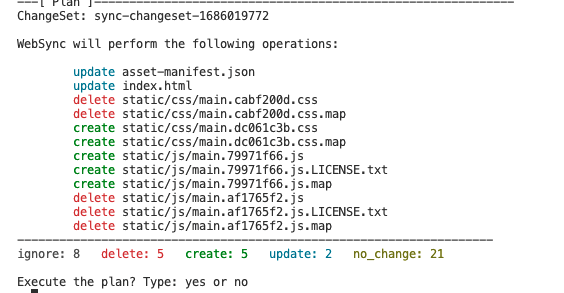 ---[ Plan ]-----------------------------------------------------------
ChangeSet: sync-changeset-1686019772
WebSync will perform the following operations:
update asset-manifest.json
update index.html
delete static/css/main.cabf200d.css
delete static/css/main.cabf200d.css.map
create static/css/main.dc061c3b.css
create static/css/main.dc061c3b.css.map
create static/js/main.79971f66.js
create static/js/main.79971f66.js.LICENSE.txt
create static/js/main.79971f66.js.map
delete static/js/main.af1765f2.js
delete static/js/main.af1765f2.js.LICENSE.txt
delete static/js/main.af1765f2.js.map
--------------------------------------------------------------------
ignore: 8   delete: 5   create: 5   update: 2   no_change: 21
Execute the plan? Type: yes or no